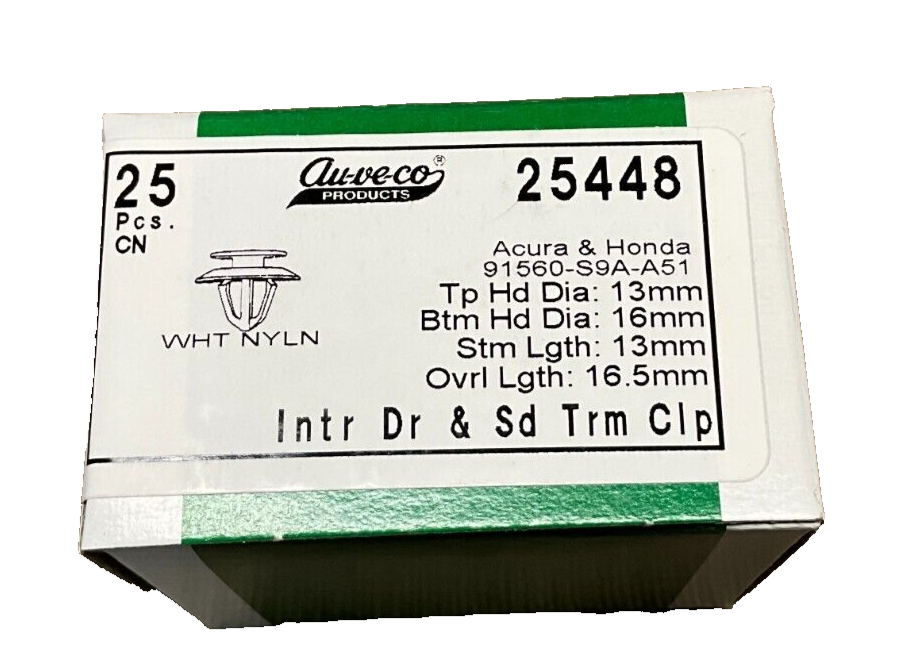 25
Pcs.
CN
Au-ve-co®
PRODUCTS
25448
WHT NYLN
Acura & Honda
91560-S9A-A51
Tp Hd Dia: 13mm
Btm Hd Dia: 16mm
Stm Lgth: 13mm
Ovrl Lgth: 16.5mm
Intr Dr & Sd Trm Clp